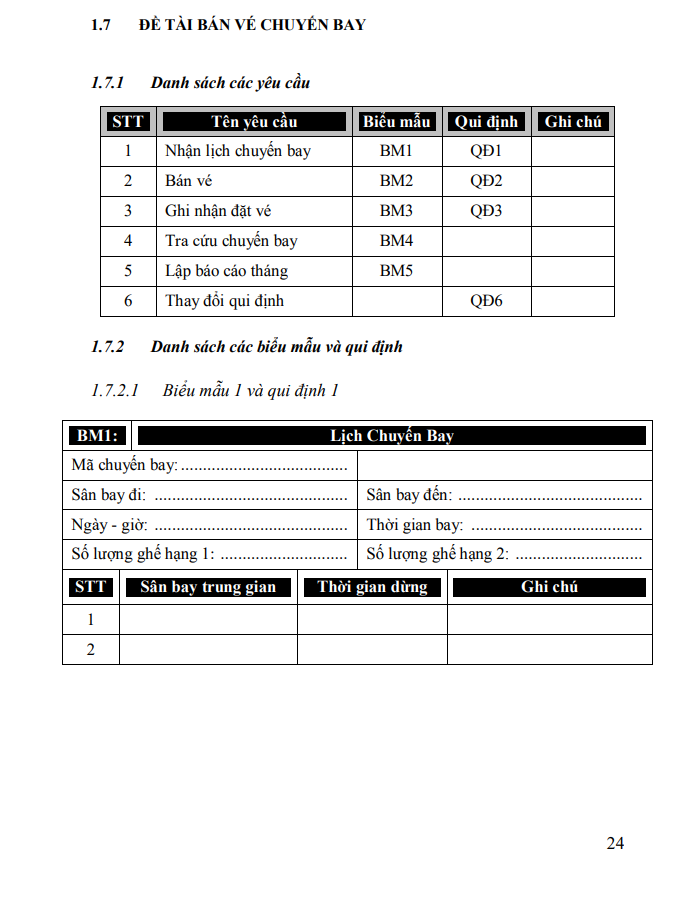 1.7 ĐỀ TÀI BÁN VÉ CHUYẾN BAY
1.7.1 Danh sách các yêu cầu
STT Tên yêu cầu Biểu mẫu Qui định Ghi chú
1 Nhận lịch chuyến bay BM1 QĐ1
2 Bán vé BM2 QĐ2
3 Ghi nhận đặt vé BM3 QĐ3
4 Tra cứu chuyến bay BM4
5 Lập báo cáo tháng BM5
6 Thay đổi qui định QĐ6
1.7.2 Danh sách các biểu mẫu và qui định
1.7.2.1 Biểu mẫu 1 và qui định 1
BM1: Lịch Chuyến Bay
Mã chuyến bay: ......................................
Sân bay đi: ............................................ Sân bay đến: ..........................................
Ngày - giờ: ............................................ Thời gian bay: .......................................
Số lượng ghế hạng 1: ............................. Số lượng ghế hạng 2: .............................
STT Sân bay trung gian Thời gian dừng Ghi chú
1
2
24